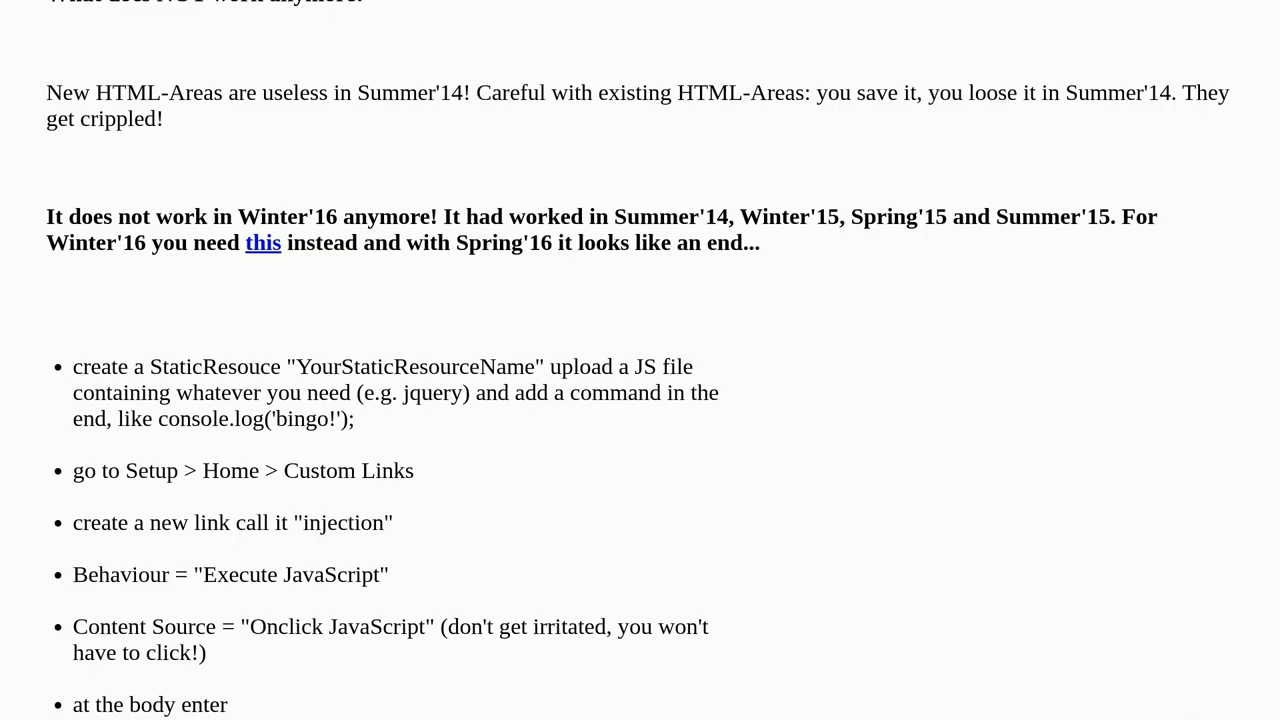 What does NOT work anymore:
New HTML-Areas are useless in Summer'14! Careful with existing HTML-Areas: you save it, you loose it in Summer'14. They
get crippled!
It does not work in Winter'16 anymore! It had worked in Summer'14, Winter'15, Spring'15 and Summer'15. For
Winter'16 you need this instead and with Spring'16 it looks like an end...
• create a StaticResouce "YourStaticResourceName" upload a JS file
containing whatever you need (e.g. jquery) and add a command in the
end, like console.log('bingo!');
• go to Setup > Home > Custom Links
• create a new link call it "injection"
• Behaviour = "Execute JavaScript"
• Content Source = "Onclick JavaScript" (don't get irritated, you won't
have to click!)
• at the body enter